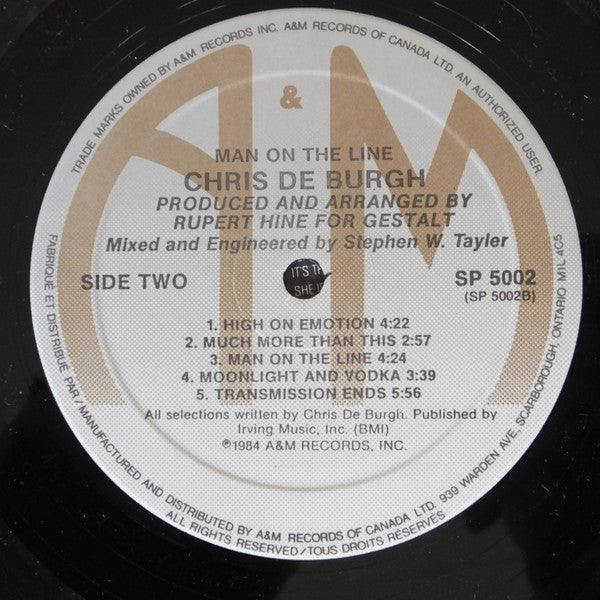 TRADE MARKS OWNED BY A&M RECORDS INC. A&M RECORDS OF CANADA LTD. AN AUTHORIZED USER.
A&M
MAN ON THE LINE
CHRIS DE BURGH
PRODUCED AND ARRANGED BY
RUPERT HINE FOR GESTALT
Mixed and Engineered by Stephen W. Tayler
SIDE TWO
SP 5002
(SP 5002B)
IT'S
SHE
1. HIGH ON EMOTION 4:22
2. MUCH MORE THAN THIS 2:57
3. MAN ON THE LINE 4:24
4. MOONLIGHT AND VODKA 3:39
5. TRANSMISSION ENDS 5:56
All selections written by Chris De Burgh. Published by
Irving Music, Inc. (BMI)
℗1984 A&M RECORDS, INC.
FABRIQUÉ ET DISTRIBUÉ PAR/MANUFACTURED AND DISTRIBUTED BY A&M RECORDS OF CANADA LTD. 939 WARDEN AVE, SCARBOROUGH, ONTARIO M1L 4C5
ALL RIGHTS RESERVED/TOUS DROITS RÉSERVÉS